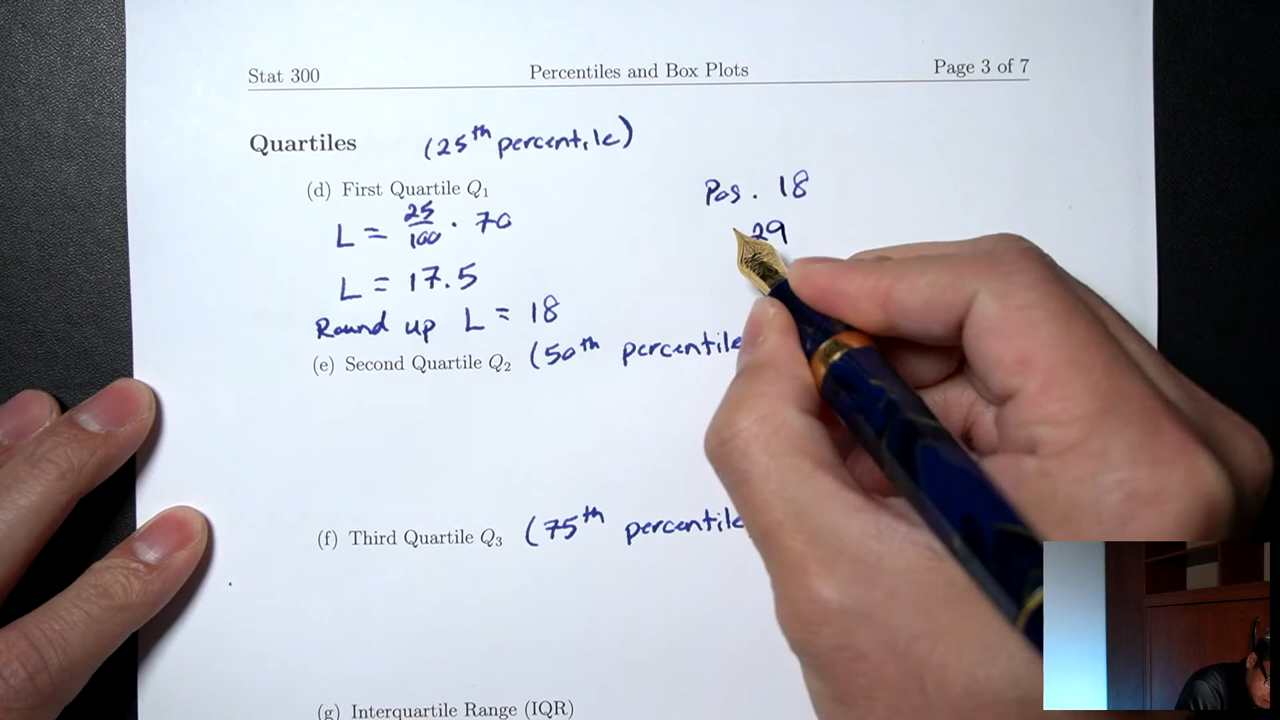 Stat 300 Percentiles and Box Plots Page 3 of 7
Quartiles (25th percentile)
(d) First Quartile Q1
Pos. 18
L = 25/100 · 70
29
L = 17.5
Round up L = 18
(e) Second Quartile Q2 (50th percentile
(f) Third Quartile Q3 (75th percentile
(g) Interquartile Range (IQR)